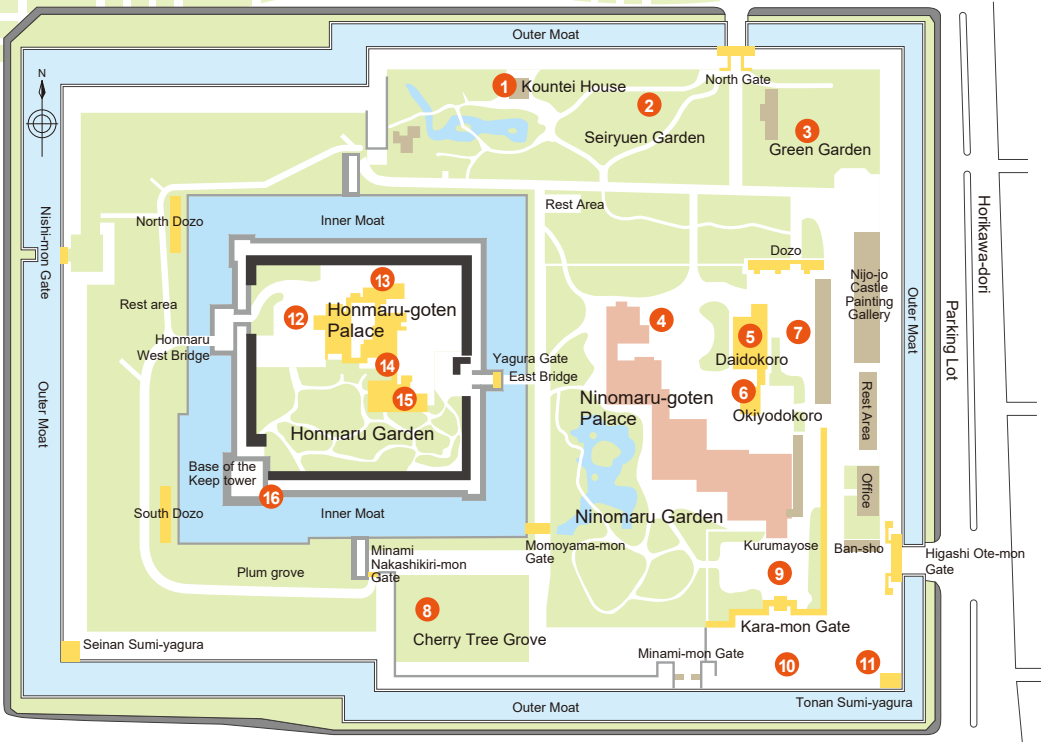 Outer Moat
N
North Gate
1
Kountei House
2
Seiryuen Garden
3
Green Garden
Nishi-mon Gate
North Dozo
Inner Moat
Rest Area
Horikawa-dori
Dozo
Nijo-jo
Castle
Painting
Gallery
Outer Moat
Parking Lot
13
12
Honmaru-goten
Palace
4
5
Daidokoro
7
Rest area
Honmaru
West Bridge
14
15
Yagura Gate
East Bridge
6
Okiyodokoro
Ninomaru-goten
Palace
Rest Area
Outer Moat
Honmaru Garden
Base of the
Keep tower
16
South Dozo
Inner Moat
Ninomaru Garden
Office
Momoyama-mon
Gate
Kurumayose
Ban-sho
Higashi Ote-mon
Gate
Minami
Nakashikiri-mon
Gate
Plum grove
9
8
Cherry Tree Grove
Kara-mon Gate
Seinan Sumi-yagura
Minami-mon Gate
10
11
Tonan Sumi-yagura
Outer Moat